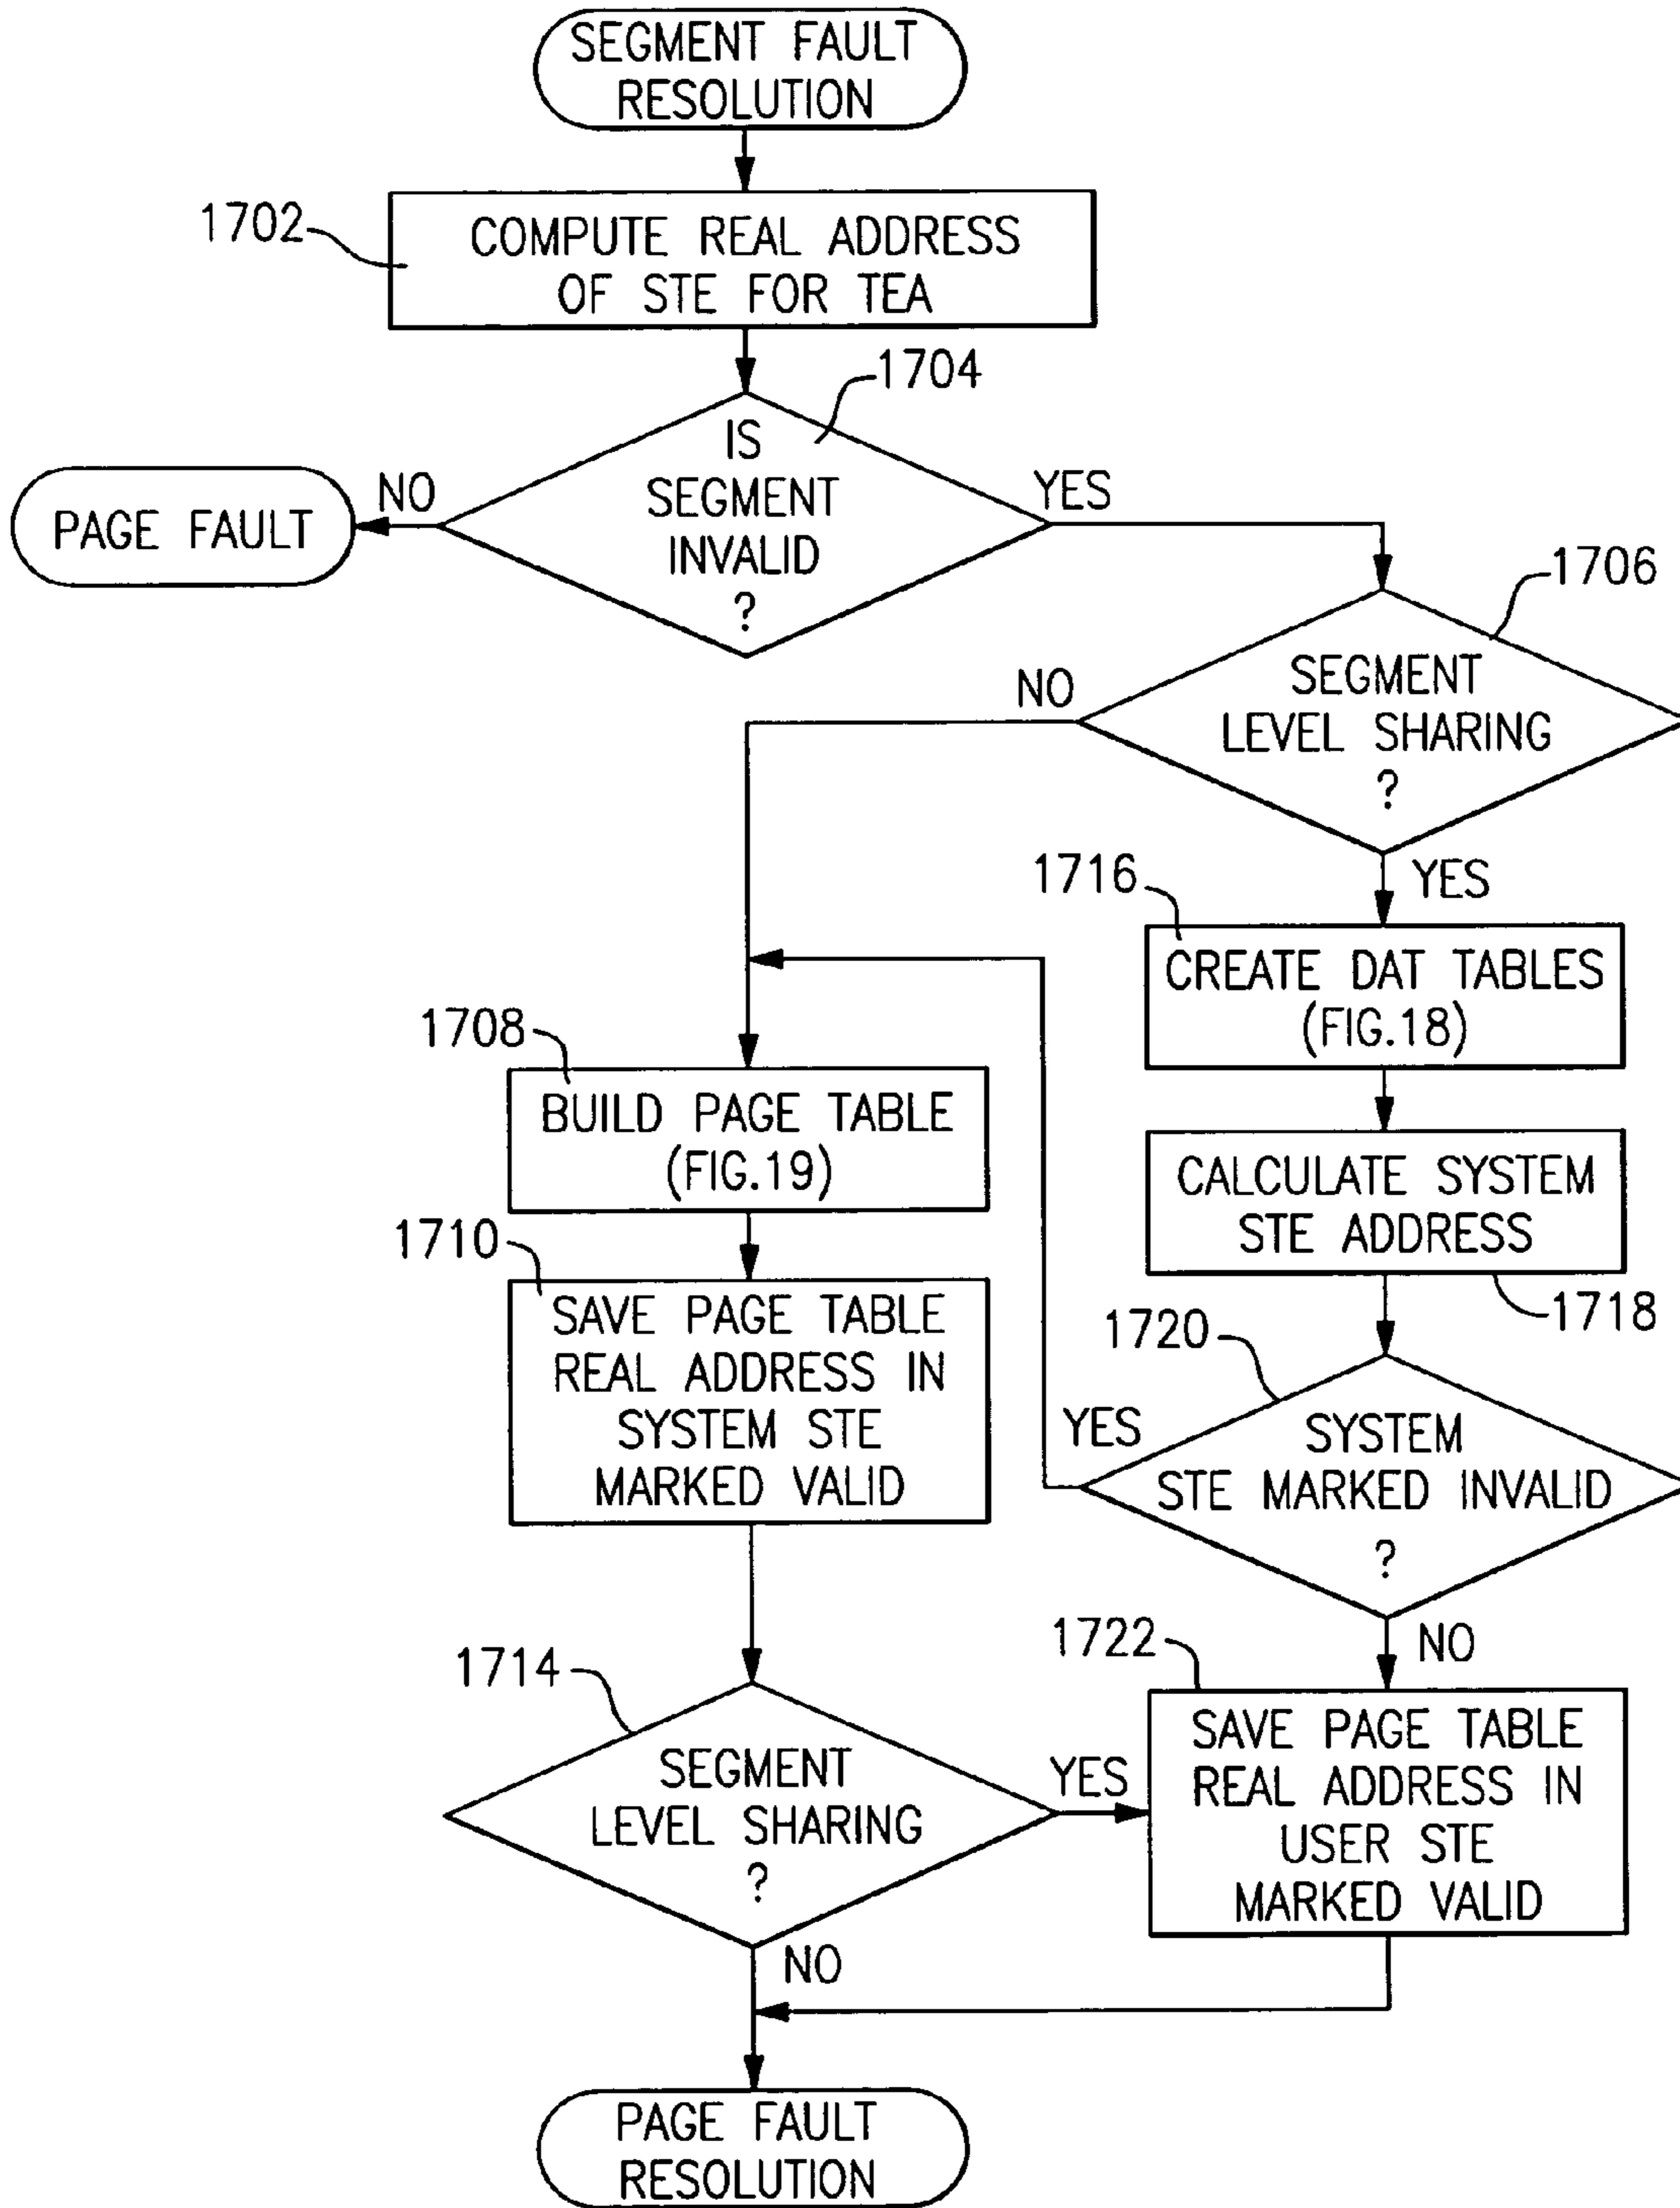 SEGMENT FAULT
RESOLUTION
1702
COMPUTE REAL ADDRESS
OF STE FOR TEA
1704
IS
SEGMENT
INVALID
?
NO
YES
PAGE FAULT
1706
SEGMENT
LEVEL SHARING
?
NO
YES
1716
CREATE DAT TABLES
(FIG.18)
1708
BUILD PAGE TABLE
(FIG.19)
CALCULATE SYSTEM
STE ADDRESS
1718
1710
SAVE PAGE TABLE
REAL ADDRESS IN
SYSTEM STE
MARKED VALID
1720
YES
SYSTEM
STE MARKED INVALID
?
NO
1714
SEGMENT
LEVEL SHARING
?
YES
NO
1722
SAVE PAGE TABLE
REAL ADDRESS IN
USER STE
MARKED VALID
PAGE FAULT
RESOLUTION